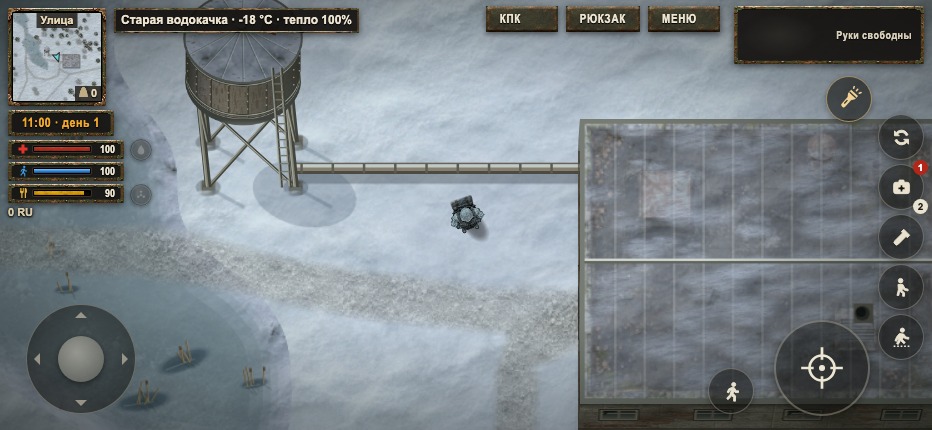 Улица
Старая водокачка · -18 °C · тепло 100%
КПК
РЮКЗАК
МЕНЮ
Руки свободны
0
11:00 · день 1
100
100
90
0 RU
1
2